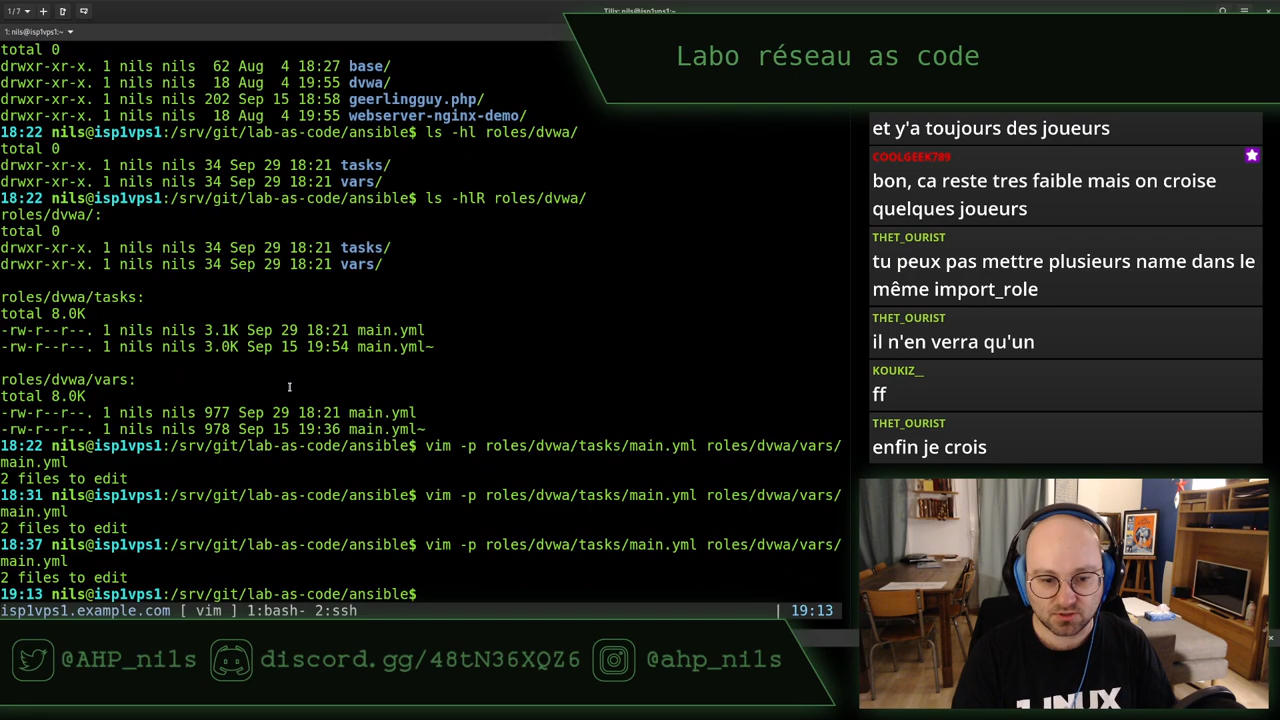 1/7
Tilix: nils@isp1vps1:~
1: nils@isp1vps1:~
Labo réseau as code
total 0
drwxr-xr-x. 1 nils nils  62 Aug  4 18:27 base/
drwxr-xr-x. 1 nils nils  18 Aug  4 19:55 dvwa/
drwxr-xr-x. 1 nils nils 202 Sep 15 18:58 geerlingguy.php/
drwxr-xr-x. 1 nils nils  18 Aug  4 19:55 webserver-nginx-demo/
18:22 nils@isp1vps1:/srv/git/lab-as-code/ansible$ ls -hl roles/dvwa/
total 0
drwxr-xr-x. 1 nils nils 34 Sep 29 18:21 tasks/
drwxr-xr-x. 1 nils nils 34 Sep 29 18:21 vars/
18:22 nils@isp1vps1:/srv/git/lab-as-code/ansible$ ls -hlR roles/dvwa/
roles/dvwa/:
total 0
drwxr-xr-x. 1 nils nils 34 Sep 29 18:21 tasks/
drwxr-xr-x. 1 nils nils 34 Sep 29 18:21 vars/
roles/dvwa/tasks:
total 8.0K
-rw-r--r--. 1 nils nils 3.1K Sep 29 18:21 main.yml
-rw-r--r--. 1 nils nils 3.0K Sep 15 19:54 main.yml~
roles/dvwa/vars:
total 8.0K
-rw-r--r--. 1 nils nils 977 Sep 29 18:21 main.yml
-rw-r--r--. 1 nils nils 978 Sep 15 19:36 main.yml~
18:22 nils@isp1vps1:/srv/git/lab-as-code/ansible$ vim -p roles/dvwa/tasks/main.yml roles/dvwa/vars/
main.yml
2 files to edit
18:31 nils@isp1vps1:/srv/git/lab-as-code/ansible$ vim -p roles/dvwa/tasks/main.yml roles/dvwa/vars/
main.yml
2 files to edit
18:37 nils@isp1vps1:/srv/git/lab-as-code/ansible$ vim -p roles/dvwa/tasks/main.yml roles/dvwa/vars/
main.yml
2 files to edit
19:13 nils@isp1vps1:/srv/git/lab-as-code/ansible$
isp1vps1.example.com [ vim ] 1:bash- 2:ssh | 19:13
et y'a toujours des joueurs
COOLGEEK789
bon, ca reste tres faible mais on croise
quelques joueurs
THET_OURIST
tu peux pas mettre plusieurs name dans le
même import_role
THET_OURIST
il n'en verra qu'un
KOUKIZ__
ff
THET_OURIST
enfin je crois
LINUX
@AHP_nils discord.gg/48tN36XQZ6 @ahp_nils